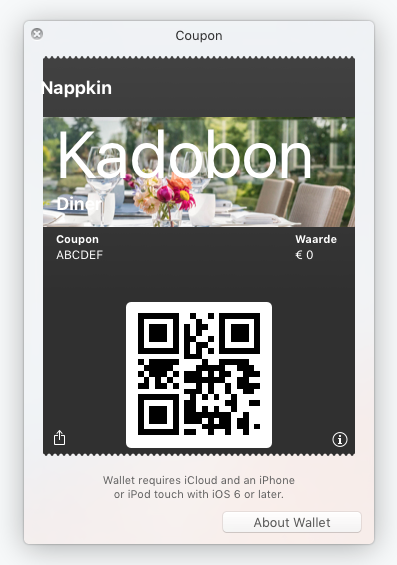 Coupon
Nappkin
Kadobon
Diner
Coupon
Waarde
ABCDEF
€ 0
Wallet requires iCloud and an iPhone
or iPod touch with iOS 6 or later.
About Wallet